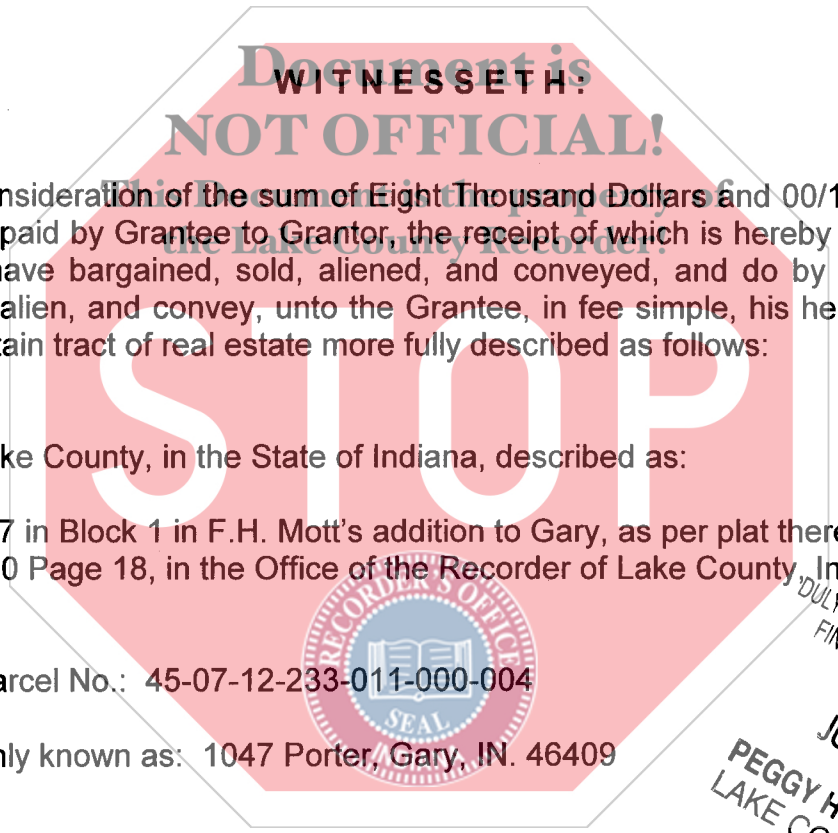 Document is
WITNESSETH:
NOT OFFICIAL!
This Document is the property of
nsideration of the sum of Eight Thousand Dollars and 00/1
the Lake County Recorder!
paid by Grantee to Grantor, the receipt of which is hereby
ave bargained, sold, aliened, and conveyed, and do by
alien, and convey, unto the Grantee, in fee simple, his he
tain tract of real estate more fully described as follows:
STOP
ke County, in the State of Indiana, described as:
7 in Block 1 in F.H. Mott's addition to Gary, as per plat there
0 Page 18, in the Office of the Recorder of Lake County, In
DULY
FIN
RECORDER'S OFFICE
SEAL
INDIANA
arcel No.: 45-07-12-233-011-000-004
nly known as: 1047 Porter, Gary, IN. 46409
JU
PEGGY H
LAKE CO